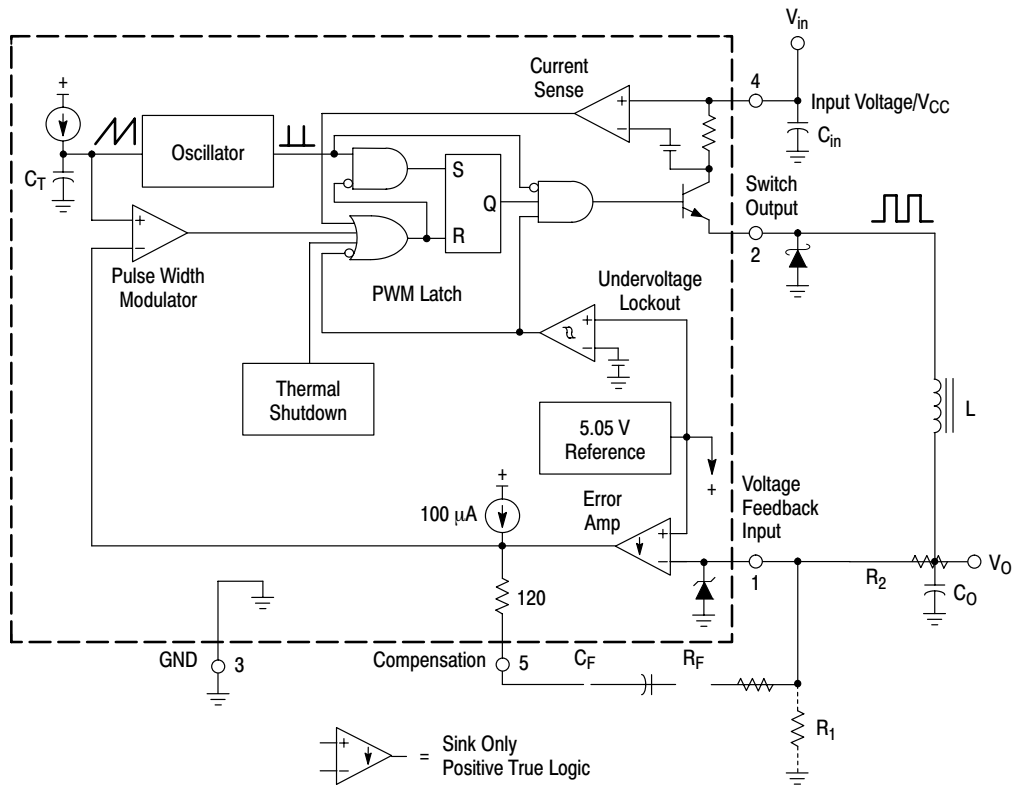 V_in
Current
Sense
4
Input Voltage/V_CC
C_in
+
−
+
Oscillator
C_T
S
Q
R
Switch
Output
2
+
−
Pulse Width
Modulator
PWM Latch
Undervoltage
Lockout
+
−
Thermal
Shutdown
L
5.05 V
Reference
+
Voltage
Feedback
Input
+
100 µA
Error
Amp
+
−
1
R_2
V_O
C_O
120
GND
3
Compensation
5
C_F
R_F
R_1
+
−
= Sink Only
Positive True Logic